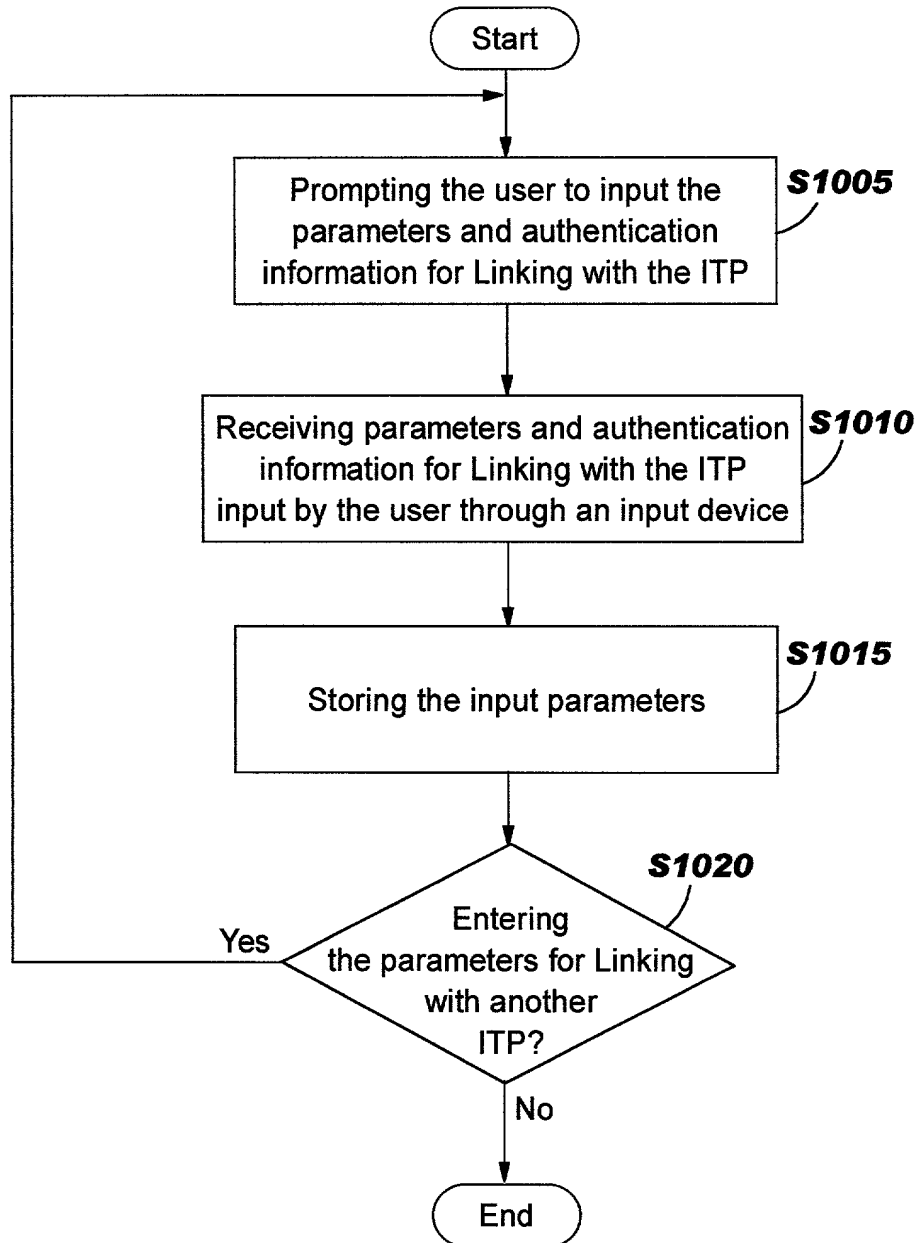 Start
S1005
Prompting the user to input the
parameters and authentication
information for Linking with the ITP
S1010
Receiving parameters and authentication
information for Linking with the ITP
input by the user through an input device
S1015
Storing the input parameters
S1020
Entering
the parameters for Linking
with another
ITP?
Yes
No
End